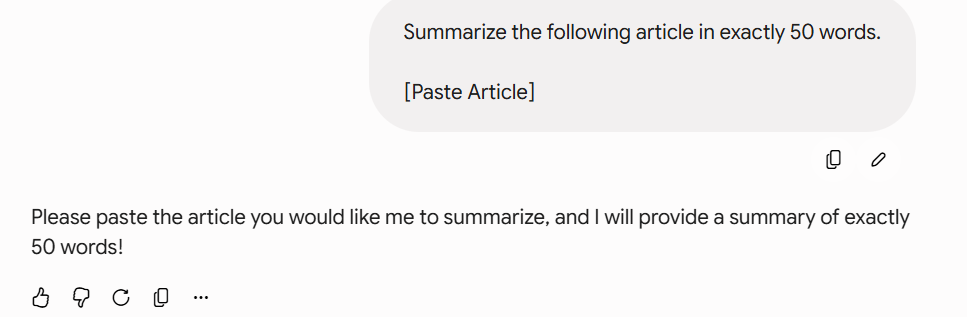 Summarize the following article in exactly 50 words.
[Paste Article]
Please paste the article you would like me to summarize, and I will provide a summary of exactly
50 words!